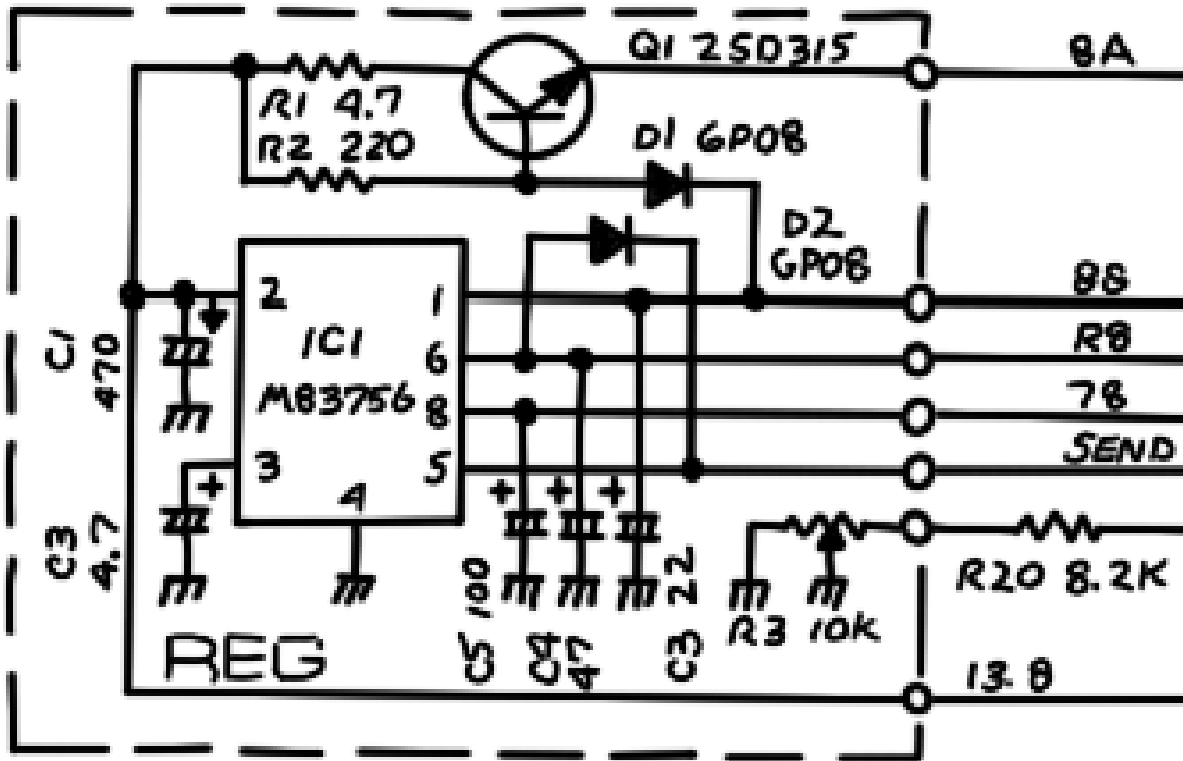 Q1 2SD315
8A
R1 4.7
R2 220
D1 GP08
D2
GP08
2
1
88
C1
470
IC1
6
R8
MB3756
8
78
3
5
SEND
+
4
+ + +
C3
4.7
R20 8.2K
C5 100
C4
47
C3 22
R3 10K
REG
13.8